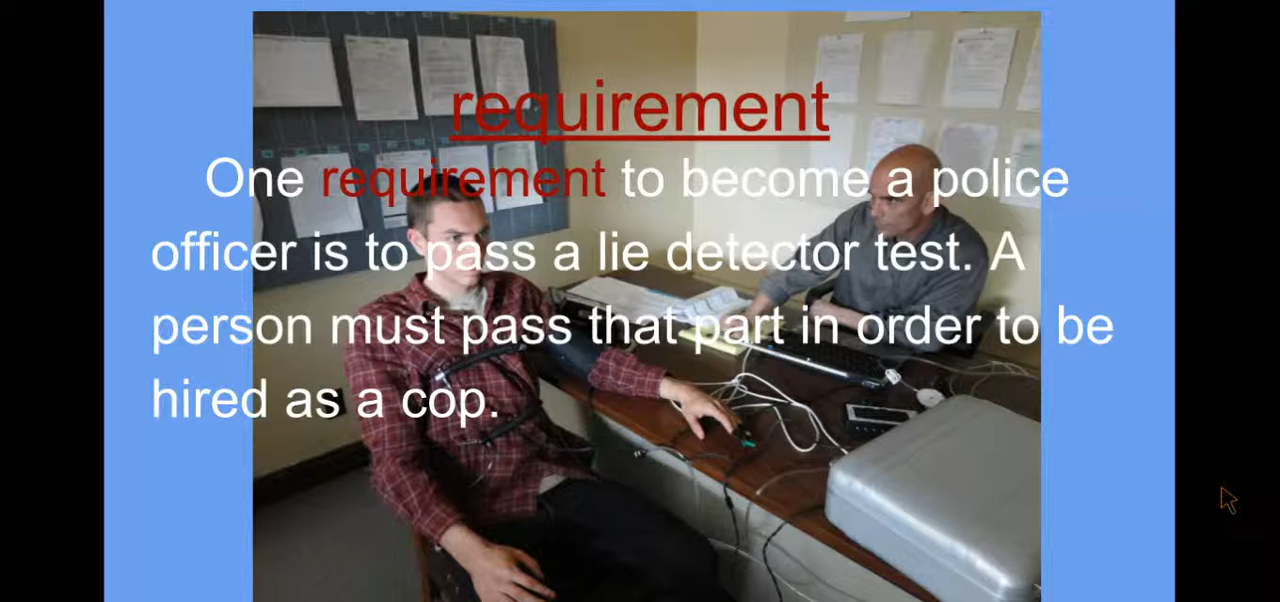 requirement
One requirement to become a police
officer is to pass a lie detector test. A
person must pass that part in order to be
hired as a cop.